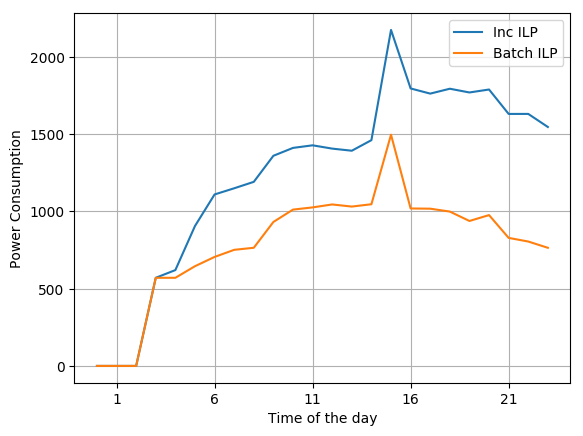 Inc ILP
Batch ILP
2000
1500
1000
500
0
Power Consumption
1
6
11
16
21
Time of the day